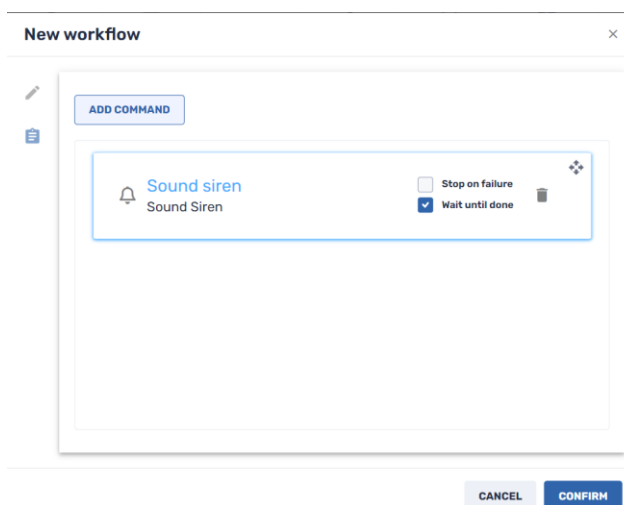 New workflow
ADD COMMAND
Sound siren
Sound Siren
Stop on failure
Wait until done
CANCEL
CONFIRM